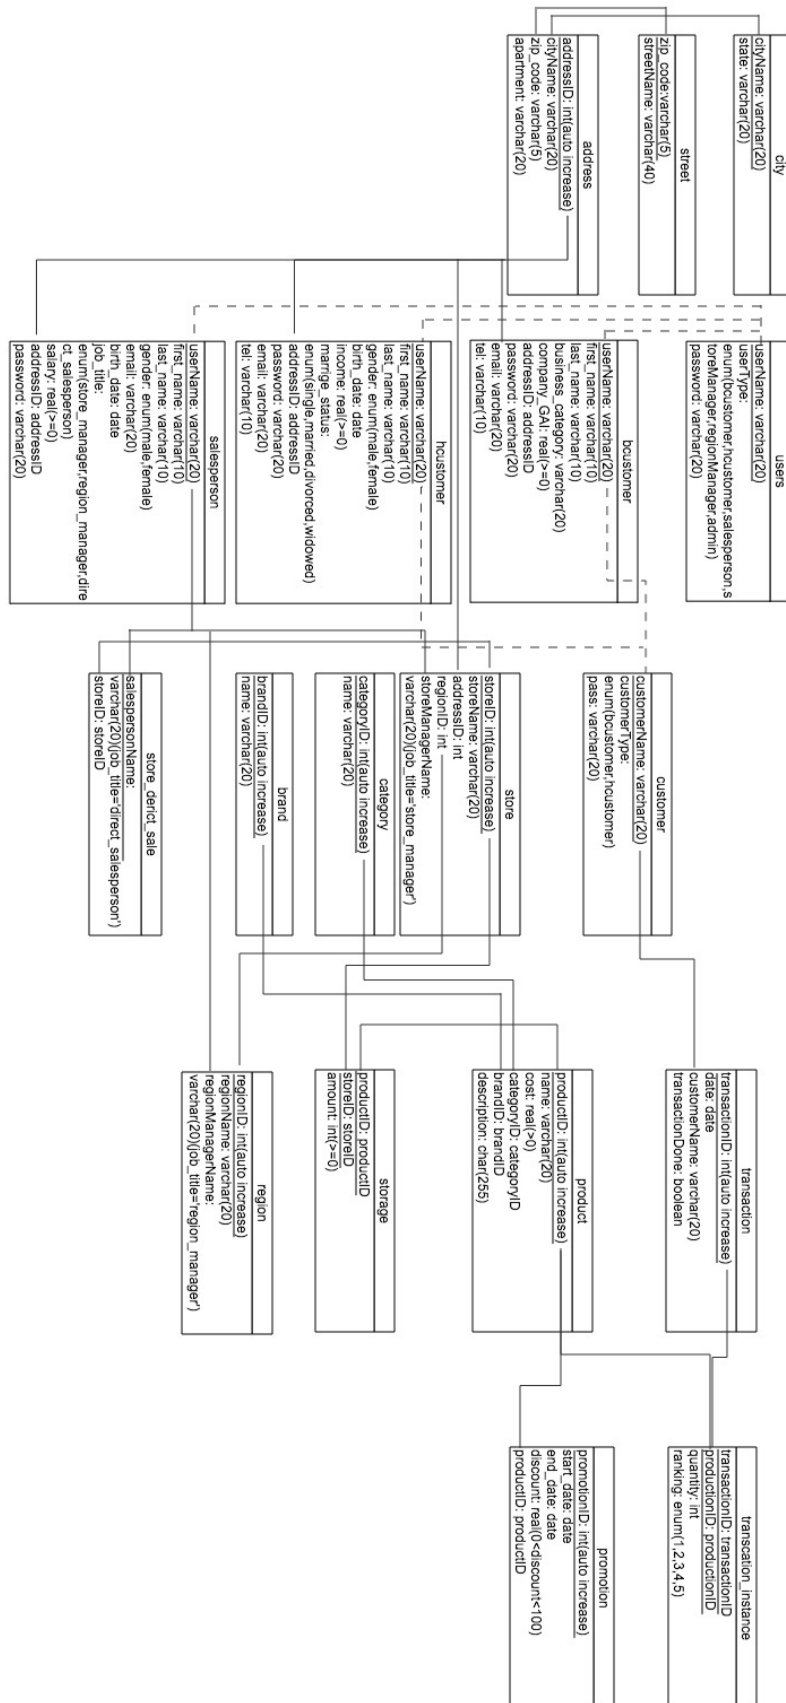 city
cityName: varchar(20)
state: varchar(20)
street
zip_code:varchar(5)
streetName: varchar(40)
address
addressID: int(auto increase)
cityName: varchar(20)
zip_code: varchar(5)
apartment: varchar(20)
users
userName: varchar(20)
userType:
enum(bcustomer,hcustomer,salesperson,s
toreManager,regionManager,admin)
password: varchar(20)
bcustomer
userName: varchar(20)
first_name: varchar(10)
last_name: varchar(10)
business_category: varchar(20)
company_GAI: real(>=0)
addressID: addressID
password: varchar(20)
email: varchar(20)
tel: varchar(10)
hcustomer
userName: varchar(20)
first_name: varchar(10)
last_name: varchar(10)
gender: enum(male,female)
birth_date: date
income: real(>=0)
marrige_status:
enum(single,married,divorced,widowed)
addressID: addressID
password: varchar(20)
email: varchar(20)
tel: varchar(10)
salesperson
userName: varchar(20)
first_name: varchar(10)
last_name: varchar(10)
gender: enum(male,female)
email: varchar(20)
birth_date: date
job_title:
enum(store_manager,region_manager,dire
ct_salesperson)
salary: real(>=0)
addressID: addressID
password: varchar(20)
customer
customerName: varchar(20)
customerType:
enum(bcustomer,hcustomer)
pass: varchar(20)
store
storeID: int(auto increase)
storeName: varchar(20)
addressID: int
regionID: int
storeManagerName:
varchar(20)(job_title='store_manager')
category
categoryID: int(auto increase)
name: varchar(20)
brand
brandID: int(auto increase)
name: varchar(20)
store_derict_sale
salespersonName:
varchar(20)(job_title='direct_salesperson')
storeID: storeID
transaction
transactionID: int(auto increase)
date: date
customerName: varchar(20)
transactionDone: boolean
product
productID: int(auto increase)
name: varchar(20)
cost: real(>0)
categoryID: categoryID
brandID: brandID
description: char(255)
storage
productID: productID
storeID: storeID
amount: int(>=0)
region
regionID: int(auto increase)
regionName: varchar(20)
regionManagerName:
varchar(20)(job_title='region_manager')
transcation_instance
transactionID: transactionID
productionID: productionID
quantity: int
ranking: enum(1,2,3,4,5)
promotion
promotionID: int(auto increase)
start_date: date
end_date: date
discount: real(0<discount<100)
productID: productID